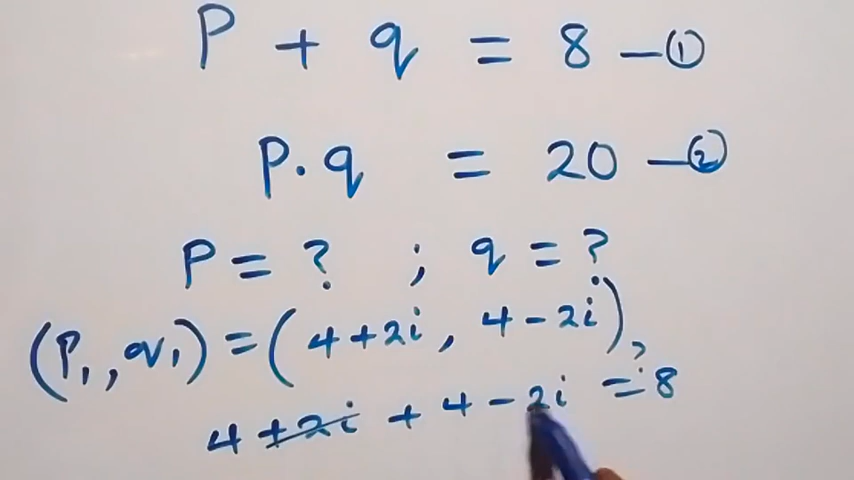 P + q = 8 —①
P.q = 20 —②
P = ? ; q = ?
(P₁, q₁) = (4+2i, 4-2i)
4+2i + 4-2i =? 8